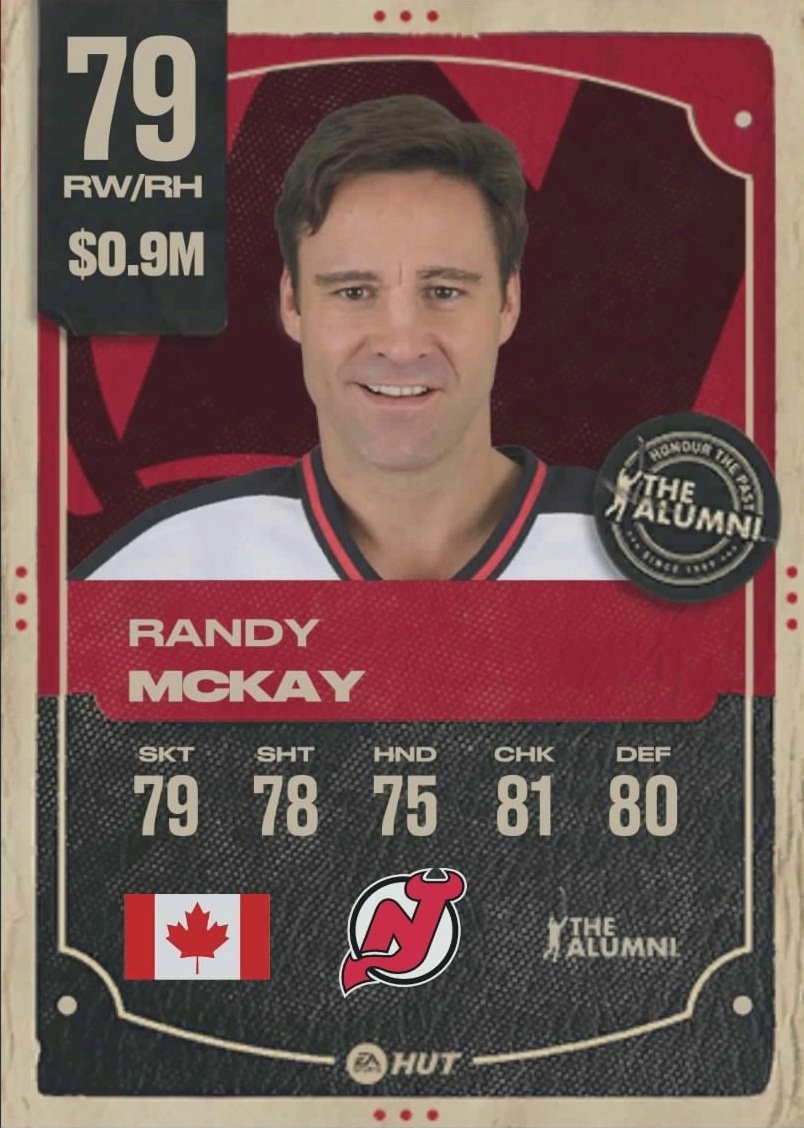 79
RW/RH
$0.9M
HONOUR THE PAST
THE
ALUMNI
RANDY
MCKAY
SKT SHT HND CHK DEF
79 78 75 81 80
THE
ALUMNI
EA
HUT